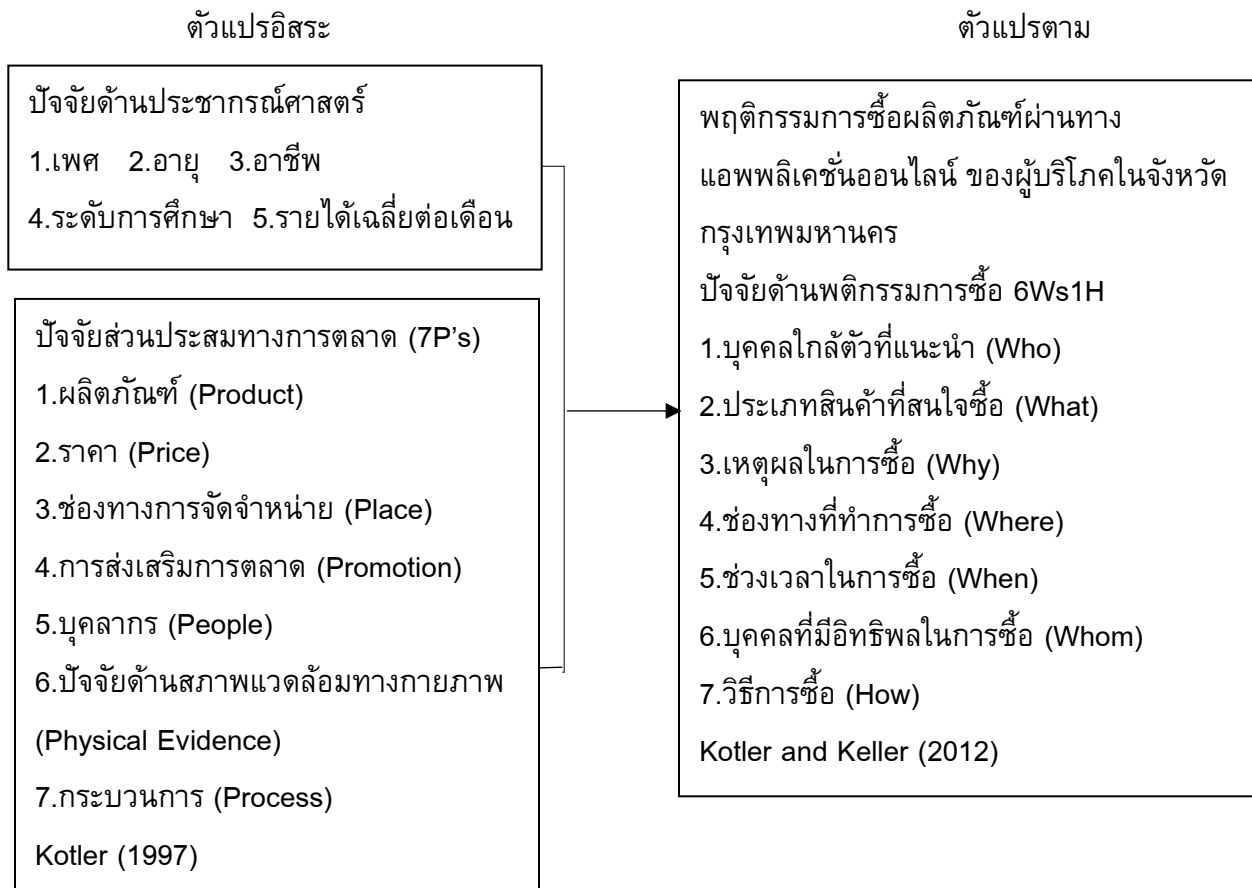 ตัวแปรอิสระ
ปัจจัยด้านประชากรณ์ศาสตร์
1.เพศ 2.อายุ 3.อาชีพ
4.ระดับการศึกษา 5.รายได้เฉลี่ยต่อเดือน
ปัจจัยส่วนประสมทางการตลาด (7P's)
1.ผลิตภัณฑ์ (Product)
2.ราคา (Price)
3.ช่องทางการจัดจำหน่าย (Place)
4.การส่งเสริมการตลาด (Promotion)
5.บุคลากร (People)
6.ปัจจัยด้านสภาพแวดล้อมทางกายภาพ
(Physical Evidence)
7.กระบวนการ (Process)
Kotler (1997)
ตัวแปรตาม
พฤติกรรมการซื้อผลิตภัณฑ์ผ่านทาง
แอพพลิเคชั่นออนไลน์ ของผู้บริโภคในจังหวัด
กรุงเทพมหานคร
ปัจจัยด้านพติกรรมการซื้อ 6Ws1H
1.บุคคลใกล้ตัวที่แนะนำ (Who)
2.ประเภทสินค้าที่สนใจซื้อ (What)
3.เหตุผลในการซื้อ (Why)
4.ช่องทางที่ทำการซื้อ (Where)
5.ช่วงเวลาในการซื้อ (When)
6.บุคคลที่มีอิทธิพลในการซื้อ (Whom)
7.วิธีการซื้อ (How)
Kotler and Keller (2012)